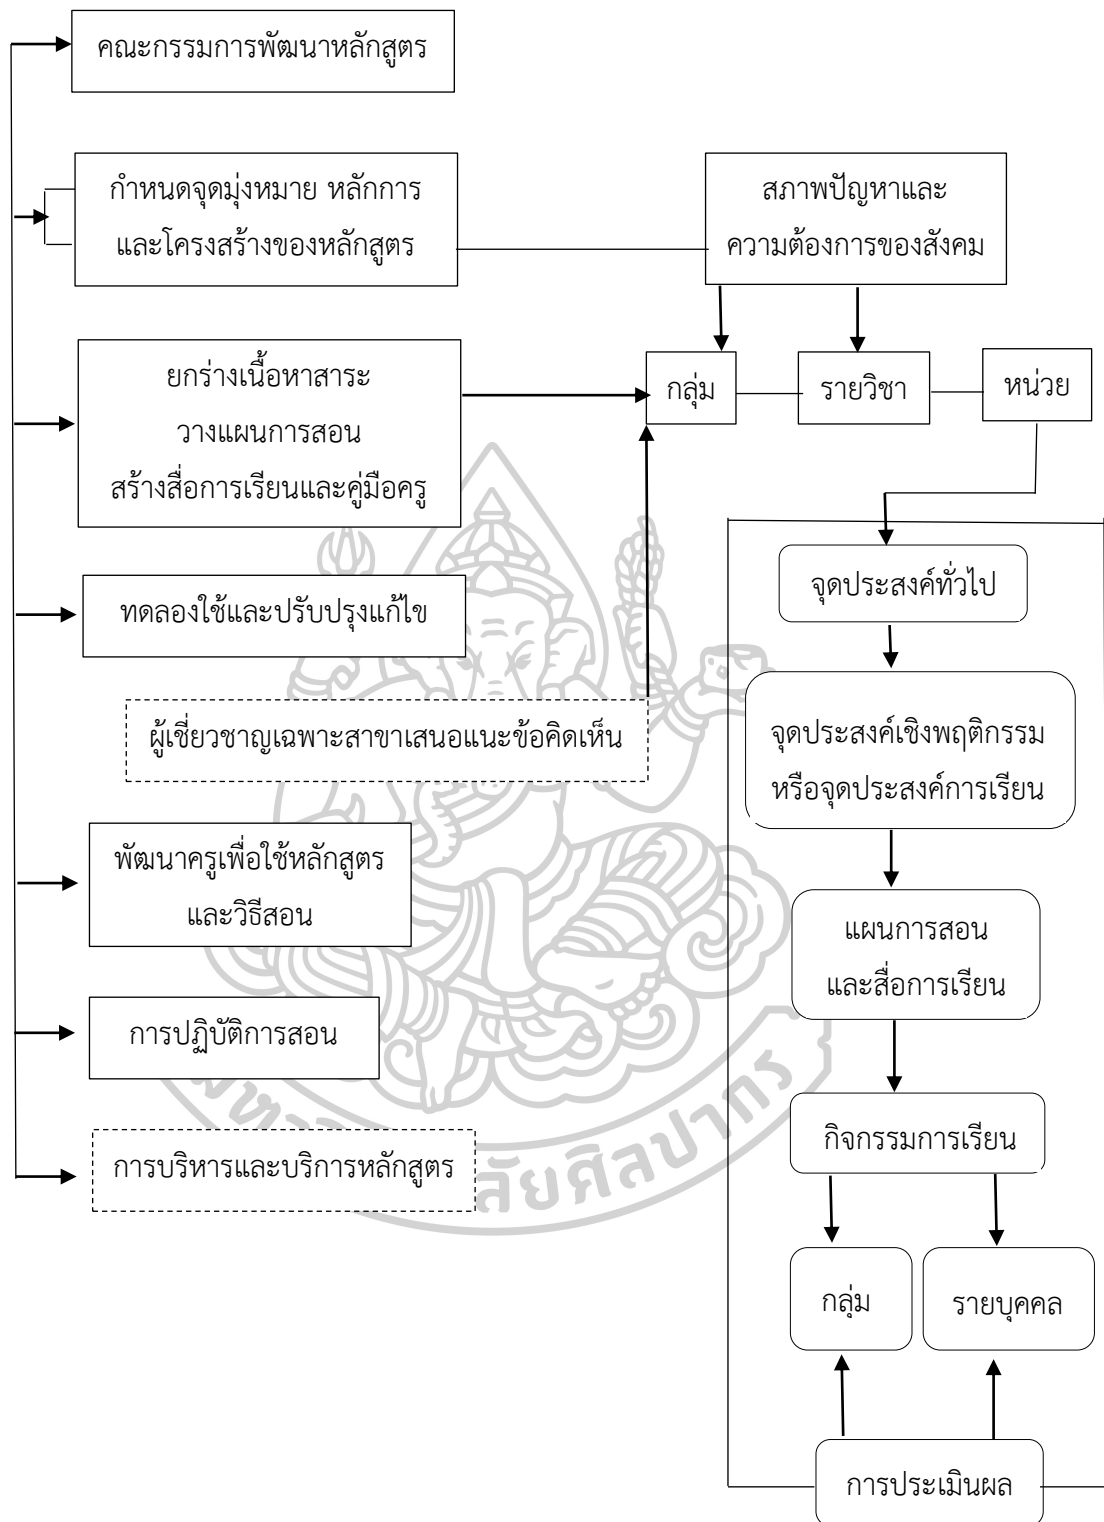 คณะกรรมการพัฒนาหลักสูตร
กำหนดจุดมุ่งหมาย หลักการ
และโครงสร้างของหลักสูตร
สภาพปัญหาและ
ความต้องการของสังคม
ยกร่างเนื้อหาสาระ
วางแผนการสอน
สร้างสื่อการเรียนและคู่มือครู
กลุ่ม
รายวิชา
หน่วย
จุดประสงค์ทั่วไป
ทดลองใช้และปรับปรุงแก้ไข
ผู้เชี่ยวชาญเฉพาะสาขาเสนอแนะข้อคิดเห็น
จุดประสงค์เชิงพฤติกรรม
หรือจุดประสงค์การเรียน
พัฒนาครูเพื่อใช้หลักสูตร
และวิธีสอน
แผนการสอน
และสื่อการเรียน
การปฏิบัติการสอน
กิจกรรมการเรียน
การบริหารและบริการหลักสูตร
กลุ่ม
รายบุคคล
การประเมินผล
ลัยศิลปากร